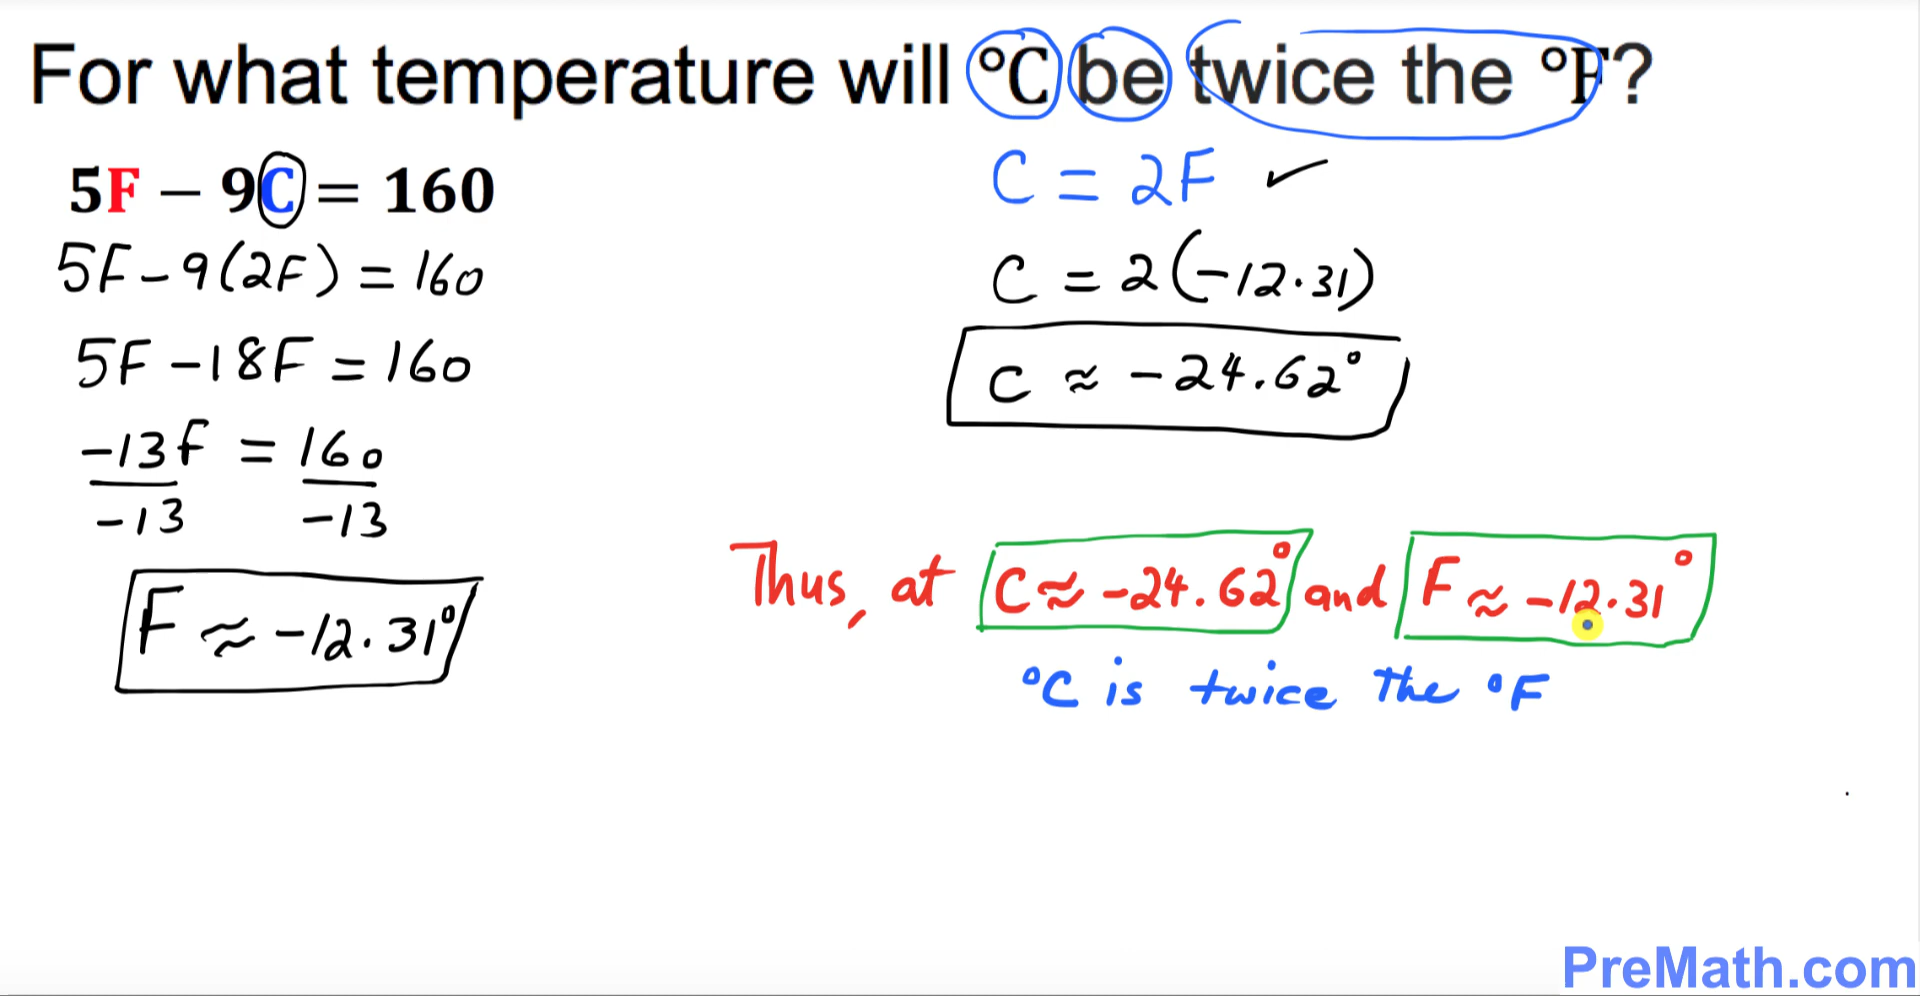 For what temperature will °C be twice the °F?
5F − 9C = 160
5F - 9(2F) = 160
5F - 18F = 160
-13F = 160
-13 -13
F ≈ -12.31°
C = 2F ✓
C = 2(-12.31)
C ≈ -24.62°
Thus, at C ≈ -24.62° and F ≈ -12.31°
°C is twice the °F
PreMath.com